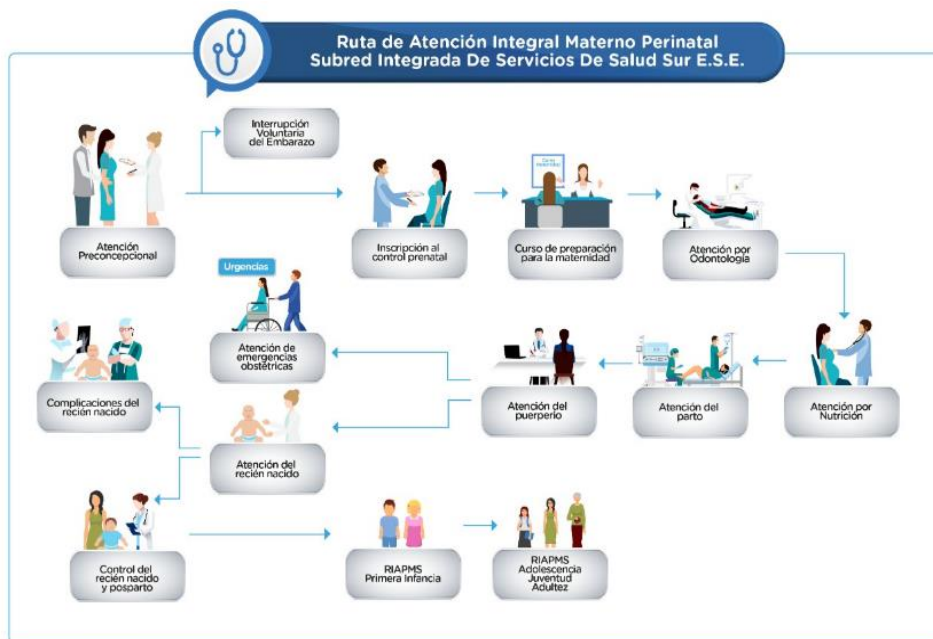 Ruta de Atención Integral Materno Perinatal
Subred Integrada De Servicios De Salud Sur E.S.E.
Interrupción
Voluntaria
del Embarazo
Atención
Preconcepcional
Inscripción al
control prenatal
Curso de preparación
para la maternidad
Atención por
Odontología
Urgencias
Atención de
emergencias
obstétricas
Complicaciones del
recién nacido
Atención del
puerperio
Atención del
parto
Atención por
Nutrición
Atención del
recién nacido
Control del
recién nacido
y posparto
RIAPMS
Primera Infancia
RIAPMS
Adolescencia
Juventud
Adultez